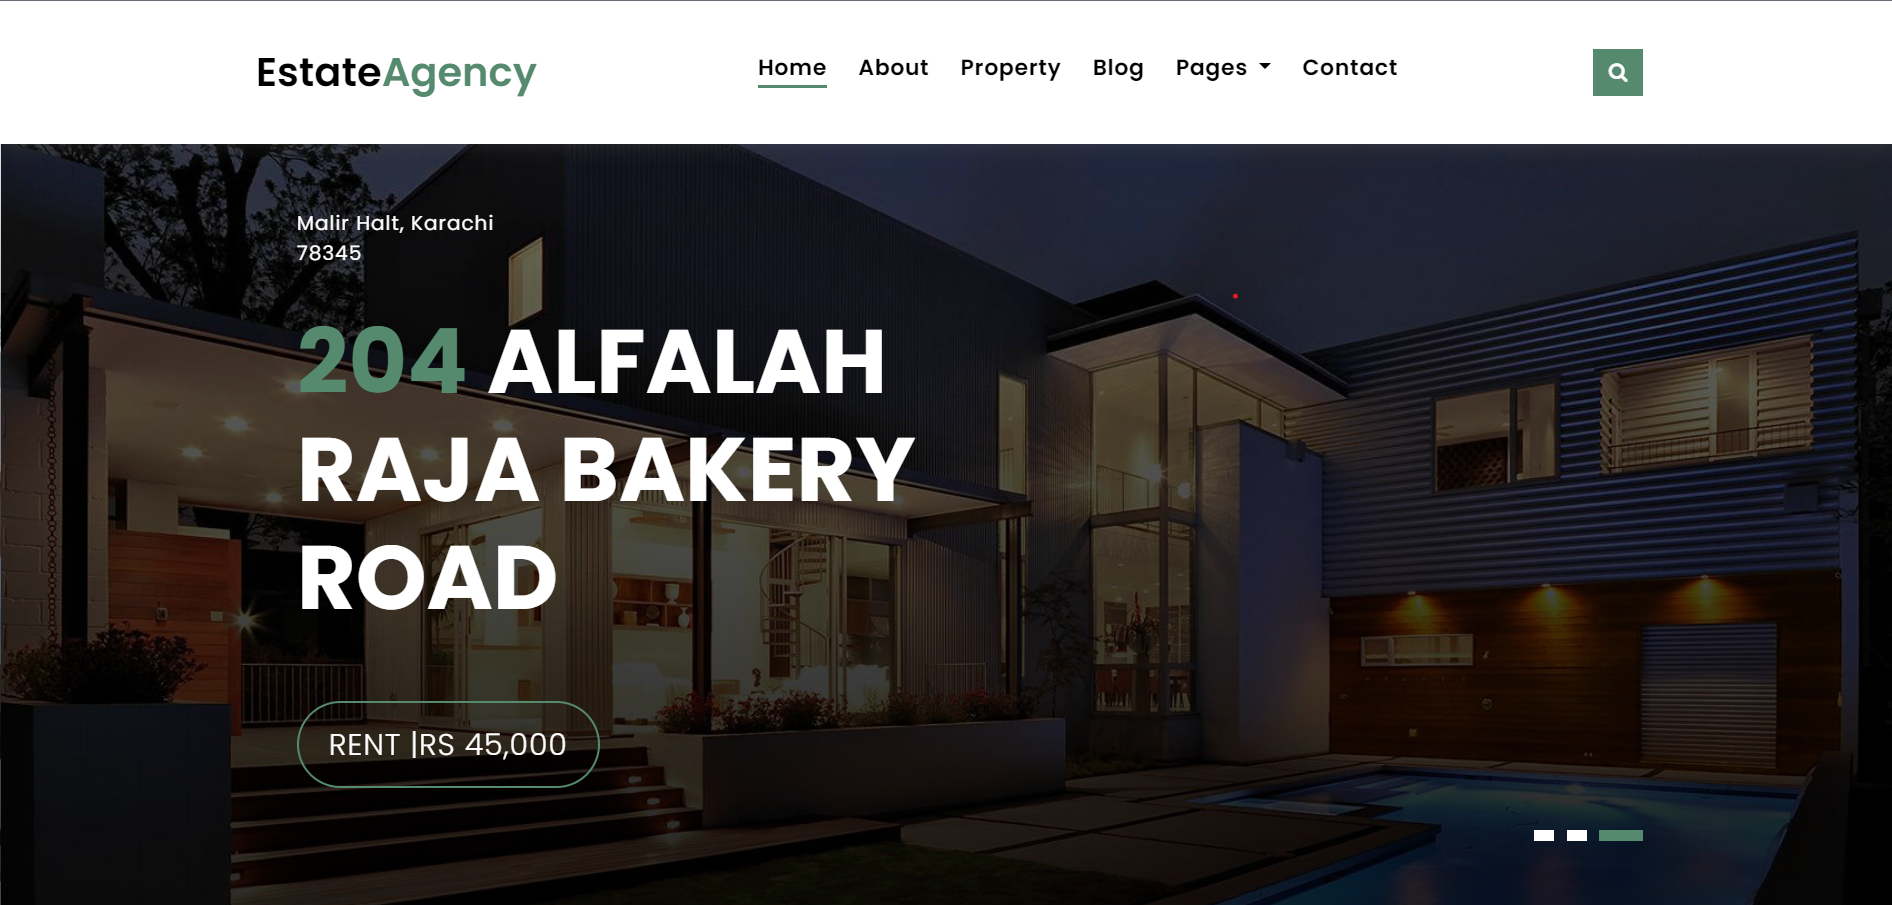 EstateAgency
Home About Property Blog Pages Contact
Malir Halt, Karachi
78345
204 ALFALAH
RAJA BAKERY
ROAD
RENT |RS 45,000